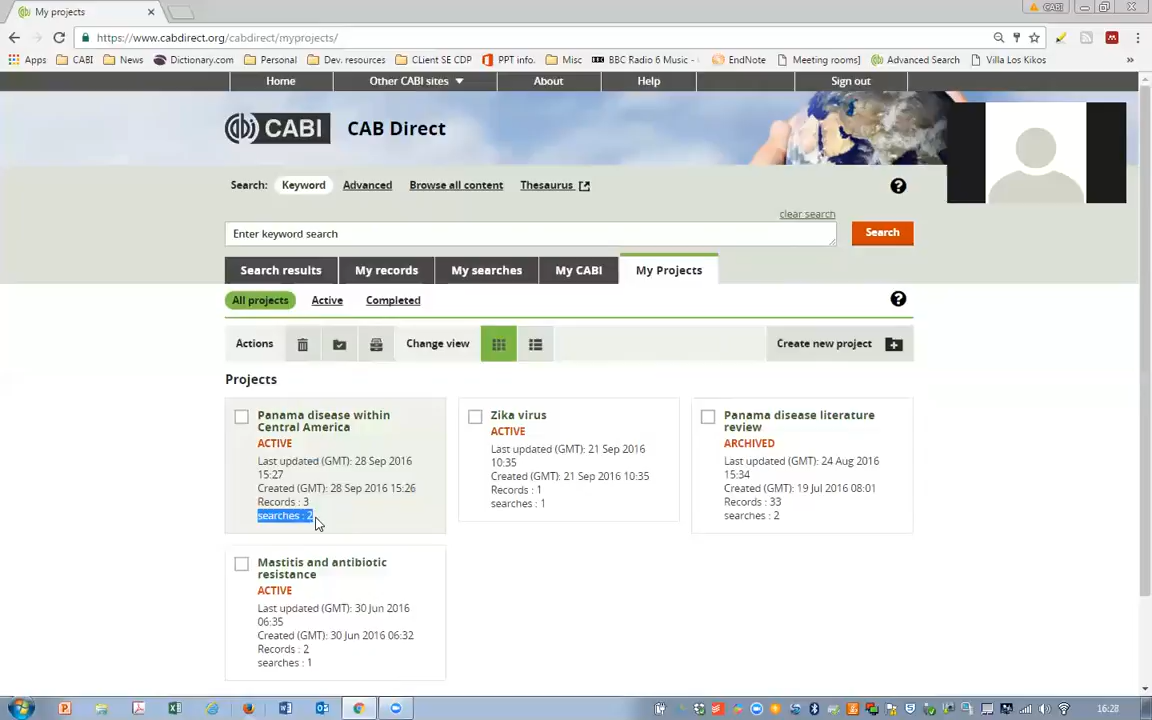 My projects
CABI
https://www.cabdirect.org/cabdirect/myprojects/
Apps CABI News Dictionary.com Personal Dev. resources CLient SE CDP PPT info. Misc BBC Radio 6 Music - EndNote Meeting rooms] Advanced Search Villa Los Kikos
Home Other CABI sites About Help Sign out
CABI CAB Direct
Search: Keyword Advanced Browse all content Thesaurus
clear search
Enter keyword search Search
Search results My records My searches My CABI My Projects
All projects Active Completed
Actions Change view Create new project
Projects
Panama disease within
Central America
ACTIVE
Last updated (GMT): 28 Sep 2016
15:27
Created (GMT): 28 Sep 2016 15:26
Records : 3
searches : 2
Zika virus
ACTIVE
Last updated (GMT): 21 Sep 2016
10:35
Created (GMT): 21 Sep 2016 10:35
Records : 1
searches : 1
Panama disease literature
review
ARCHIVED
Last updated (GMT): 24 Aug 2016
15:34
Created (GMT): 19 Jul 2016 08:01
Records : 33
searches : 2
Mastitis and antibiotic
resistance
ACTIVE
Last updated (GMT): 30 Jun 2016
06:35
Created (GMT): 30 Jun 2016 06:32
Records : 2
searches : 1
16:28